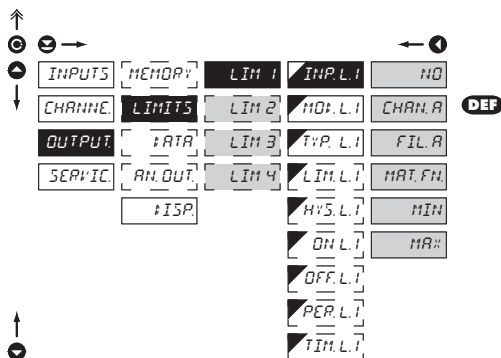 INPUTS MEMORY LIM 1 INP. L.1 NO
CHANNE. LIMITS LIM 2 MOD. L.1 CHAN. A DEF
OUTPUT. DATA LIM 3 TYP. L.1 FIL. A
SERVIC. AN. OUT. LIM 4 LIM. L.1 MAT. FN.
DISP. HYS. L.1 MIN
ON L.1 MAX
OFF. L.1
PER. L.1
TIM. L.1